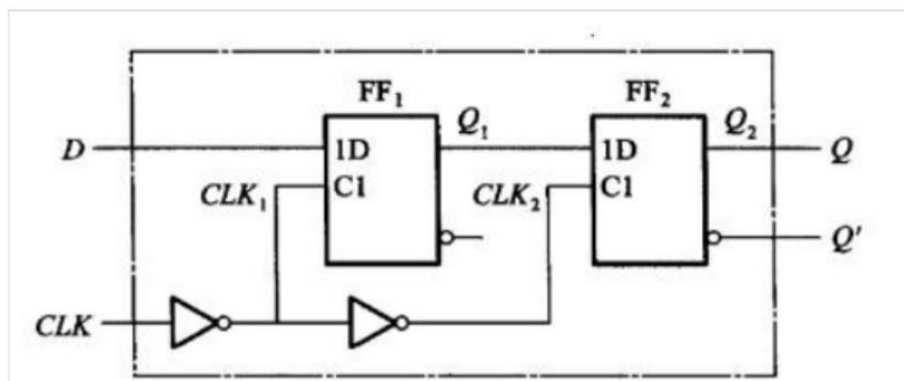 FF₁ FF₂
Q₁ Q₂
D 1D 1D Q
CLK₁ C1 CLK₂ C1
Q'
CLK